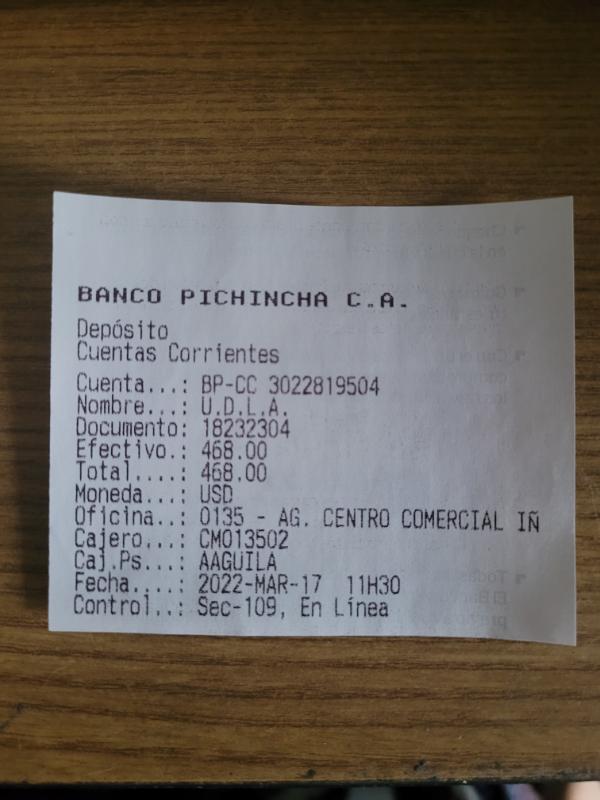 BANCO PICHINCHA C.A.
Depósito
Cuentas Corrientes
Cuenta...: BP-CC 3022819504
Nombre...: U.D.L.A.
Documento: 18232304
Efectivo.: 468.00
Total....: 468.00
Moneda...: USD
Oficina..: 0135 - AG. CENTRO COMERCIAL IÑ
Cajero...: CM013502
Caj.Ps...: AAGUILA
Fecha....: 2022-MAR-17 11H30
Control..: Sec-109, En Línea